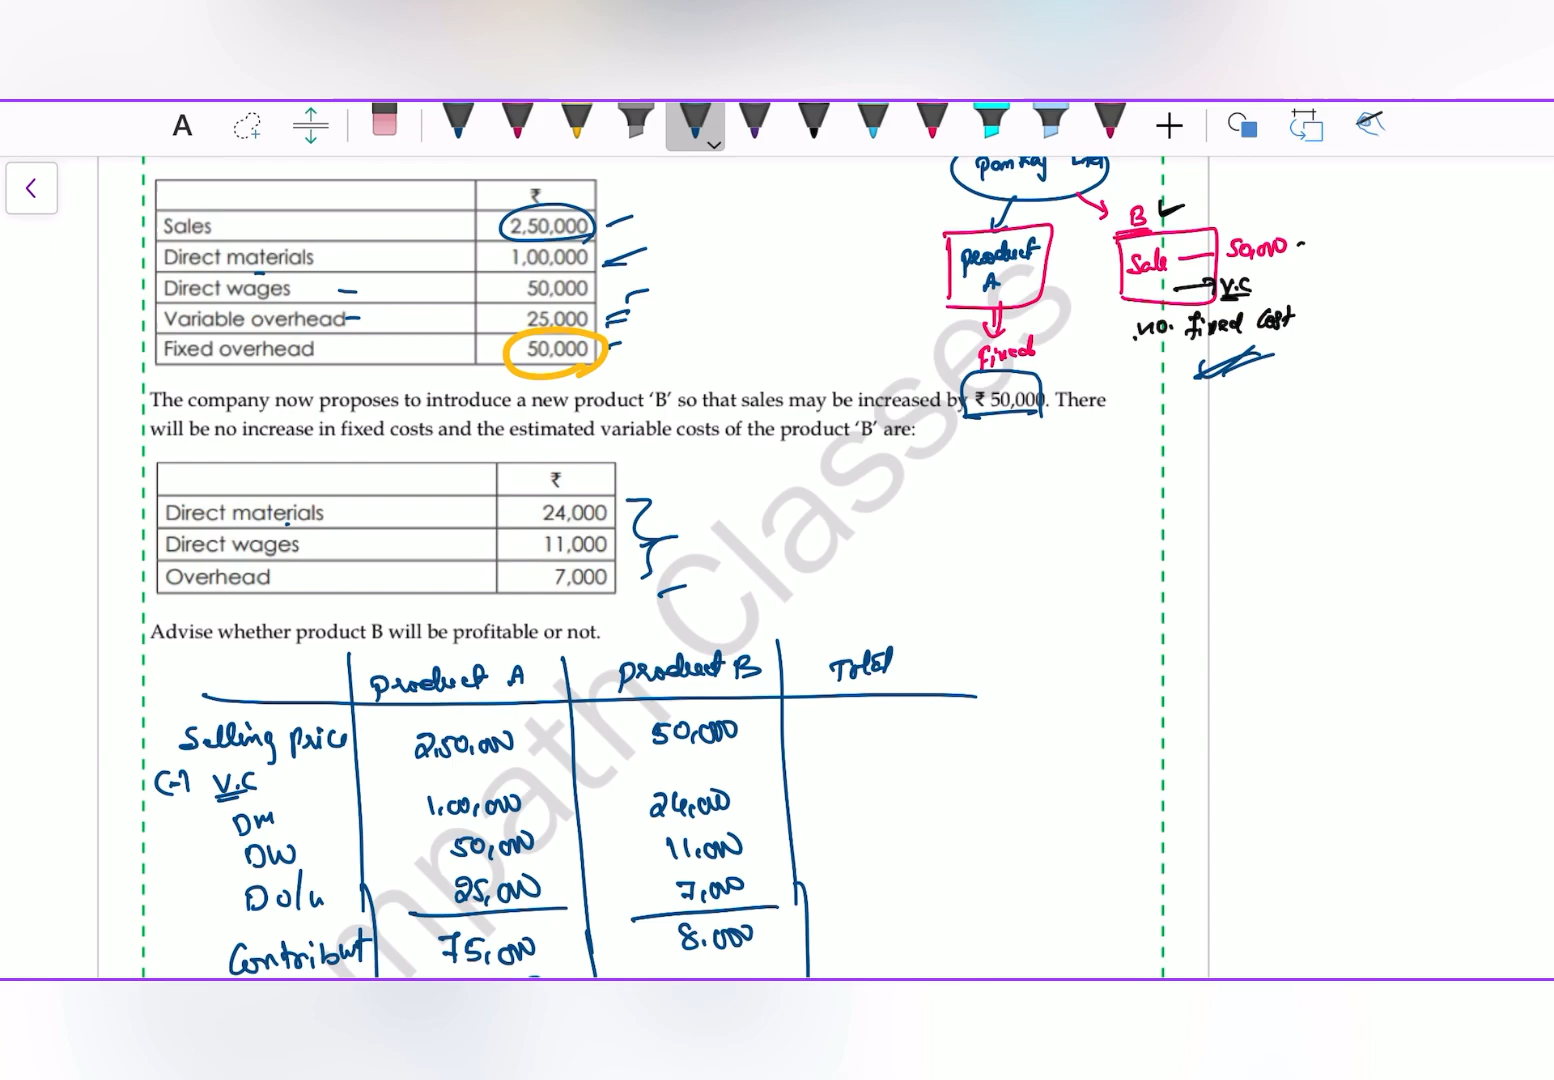 A
Pankaj Ltd
₹
Sales 2,50,000
Direct materials 1,00,000
Direct wages 50,000
Variable overhead 25,000
Fixed overhead 50,000
Product
A
Fixed
B
Sale 50,000
V.C
no. fixed Cost
The company now proposes to introduce a new product ‘B’ so that sales may be increased by ₹ 50,000. There
will be no increase in fixed costs and the estimated variable costs of the product ‘B’ are:
₹
Direct materials 24,000
Direct wages 11,000
Overhead 7,000
Advise whether product B will be profitable or not.
Product A Product B Total
Selling price 2,50,000 50,000
(-) V.C
DM 1,00,000 24,000
DW 50,000 11,000
DO/h 25,000 7,000
Contribut 75,000 8,000
mpath Classes